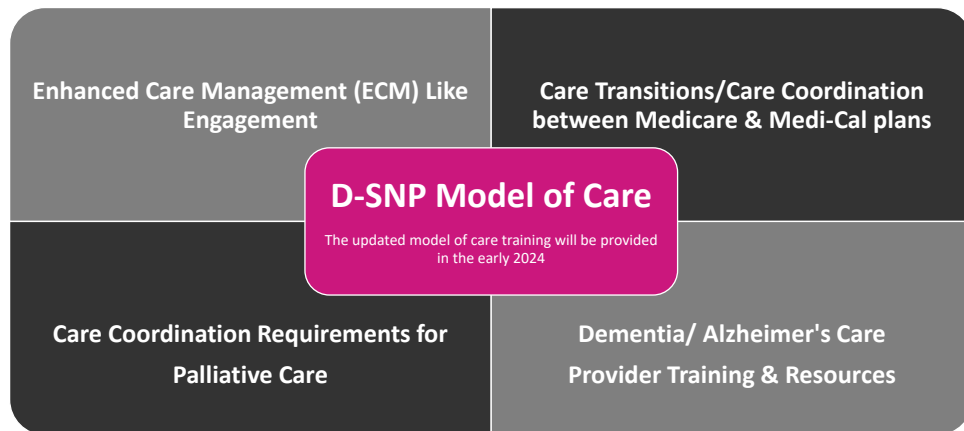 Enhanced Care Management (ECM) Like
Engagement
Care Transitions/Care Coordination
between Medicare & Medi-Cal plans
D-SNP Model of Care
The updated model of care training will be provided
in the early 2024
Care Coordination Requirements for
Palliative Care
Dementia/ Alzheimer's Care
Provider Training & Resources